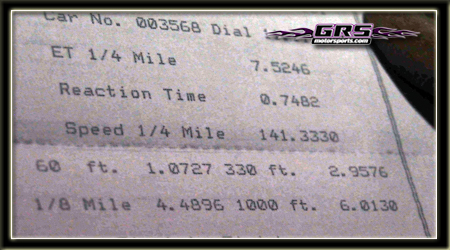 Car No. 003568 Dial
GRS
motorsports.com
ET 1/4 Mile 7.5246
Reaction Time 0.7482
Speed 1/4 Mile 141.3330
60 ft. 1.0727 330 ft. 2.9576
1/8 Mile 4.4896 1000 ft. 6.0130